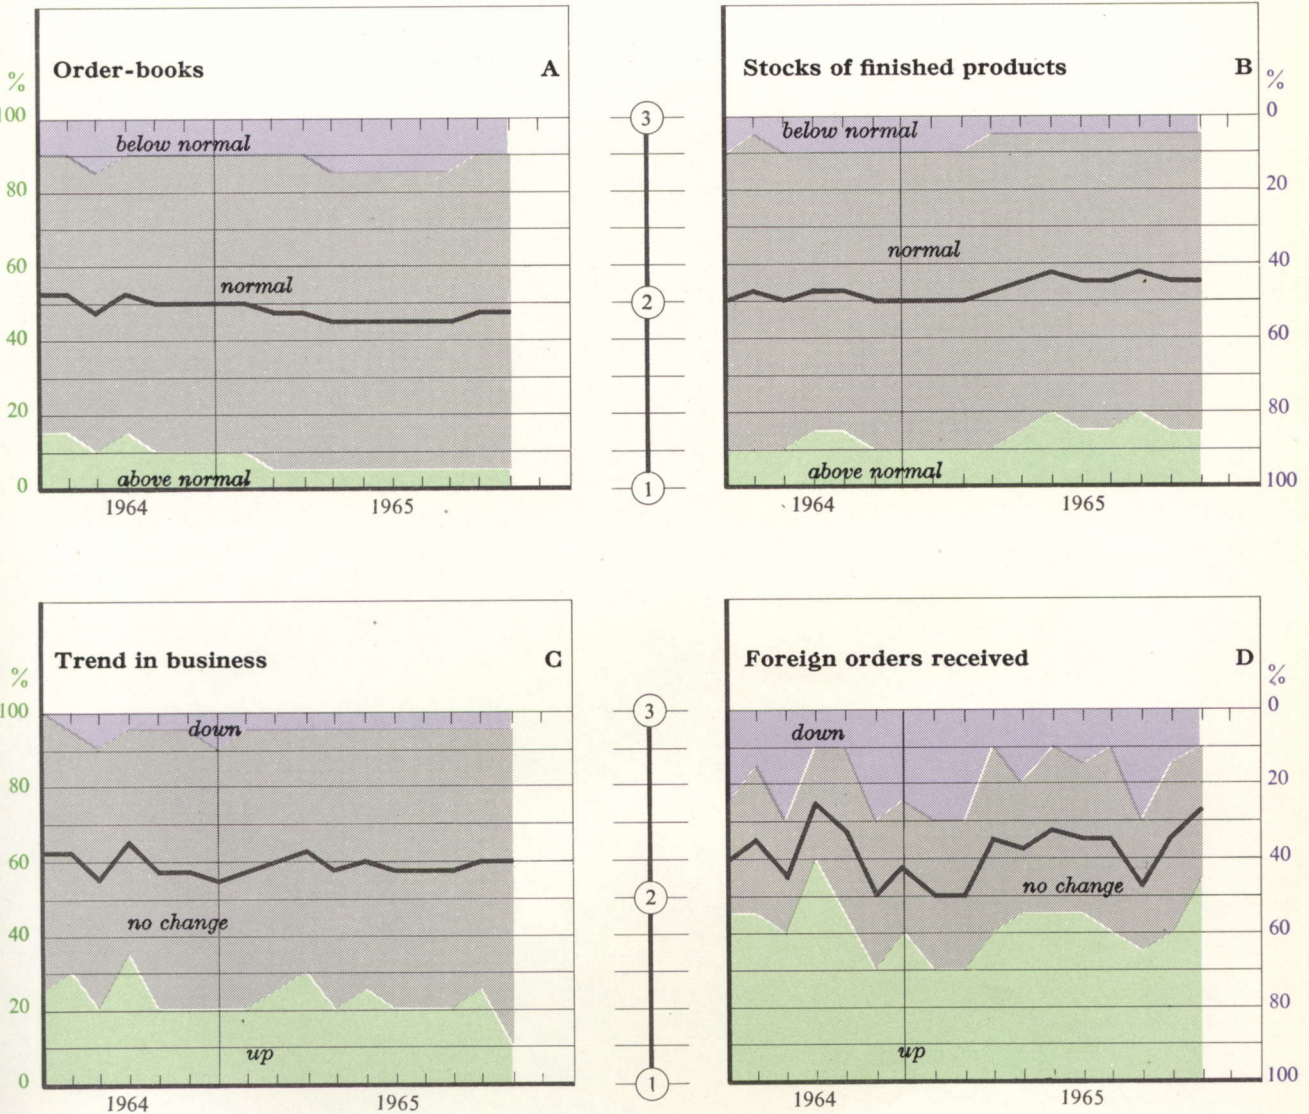 Order-books A
%
100
below normal
80
60
normal
40
20
above normal
0
1964 1965
3
2
1
Stocks of finished products B
%
0
below normal
20
normal
40
60
80
above normal
100
1964 1965
Trend in business C
%
100
down
80
60
no change
40
20
up
0
1964 1965
3
2
1
Foreign orders received D
%
0
down
20
40
no change
60
80
up
100
1964 1965